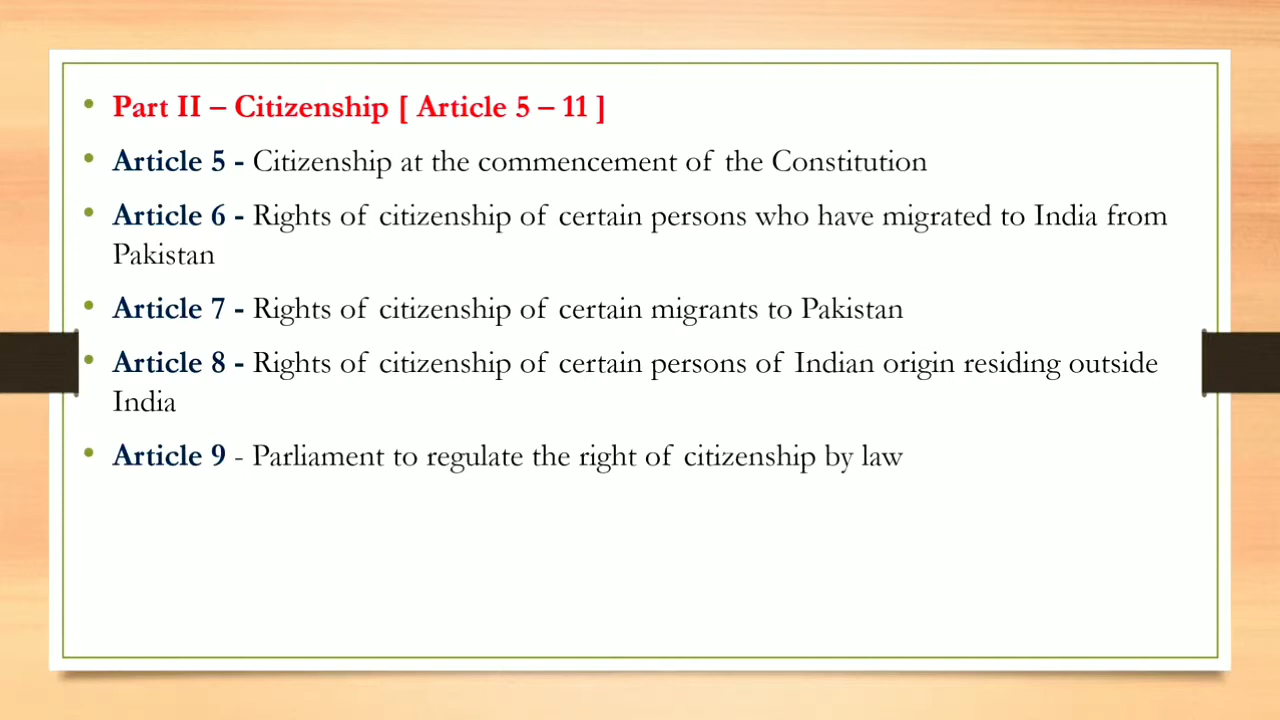 • Part II – Citizenship [ Article 5 – 11 ]
• Article 5 - Citizenship at the commencement of the Constitution
• Article 6 - Rights of citizenship of certain persons who have migrated to India from
Pakistan
• Article 7 - Rights of citizenship of certain migrants to Pakistan
• Article 8 - Rights of citizenship of certain persons of Indian origin residing outside
India
• Article 9 - Parliament to regulate the right of citizenship by law